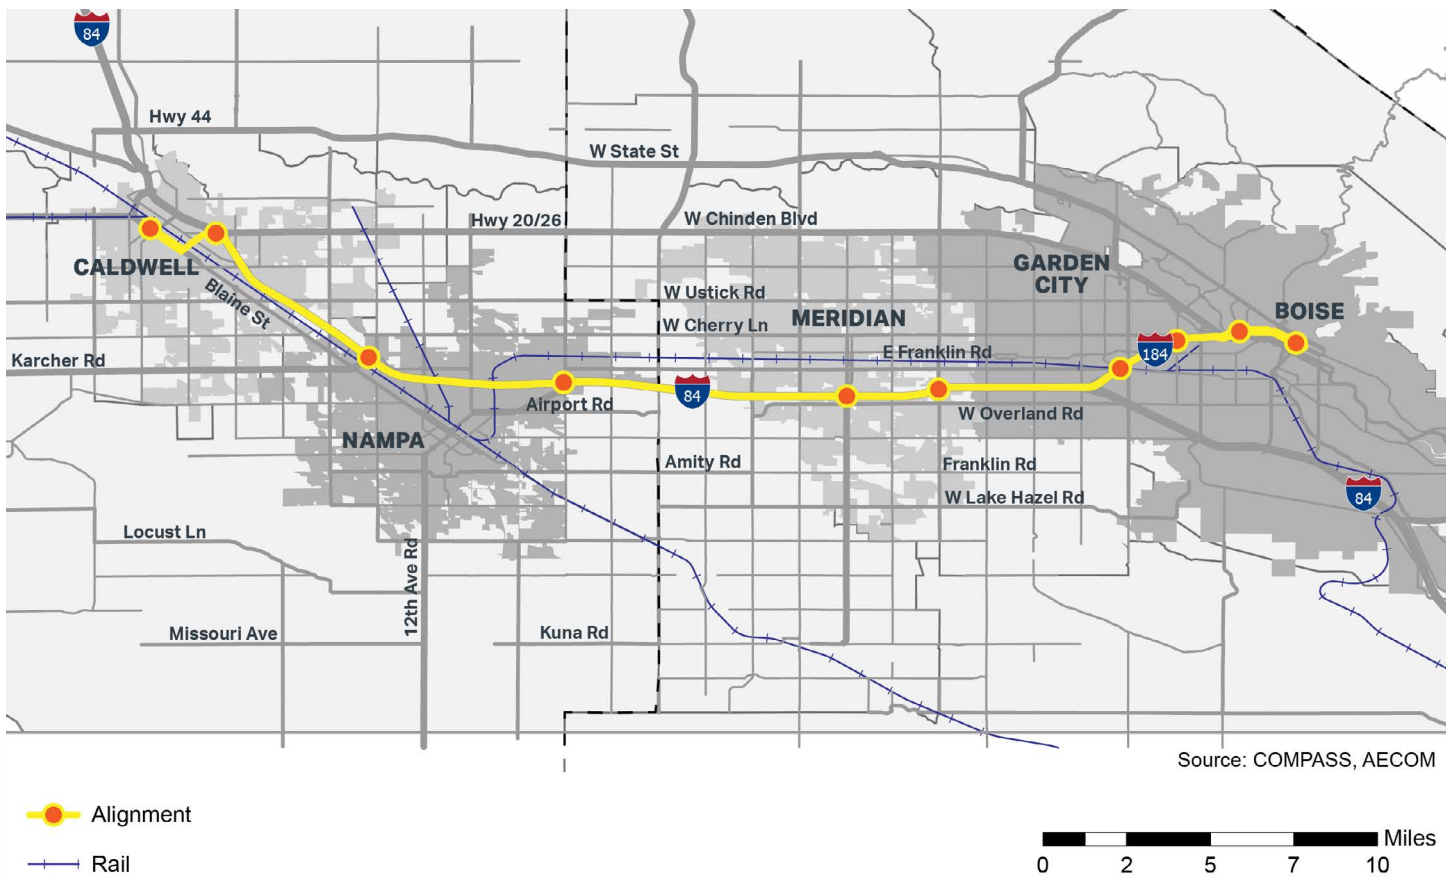 84
Hwy 44
W State St
Hwy 20/26
W Chinden Blvd
CALDWELL
GARDEN
CITY
Blaine St
W Ustick Rd
MERIDIAN
BOISE
W Cherry Ln
Karcher Rd
E Franklin Rd
184
84
Airport Rd
W Overland Rd
NAMPA
Amity Rd
Franklin Rd
84
W Lake Hazel Rd
Locust Ln
12th Ave Rd
Missouri Ave
Kuna Rd
Source: COMPASS, AECOM
Alignment
Rail
Miles
0 2 5 7 10